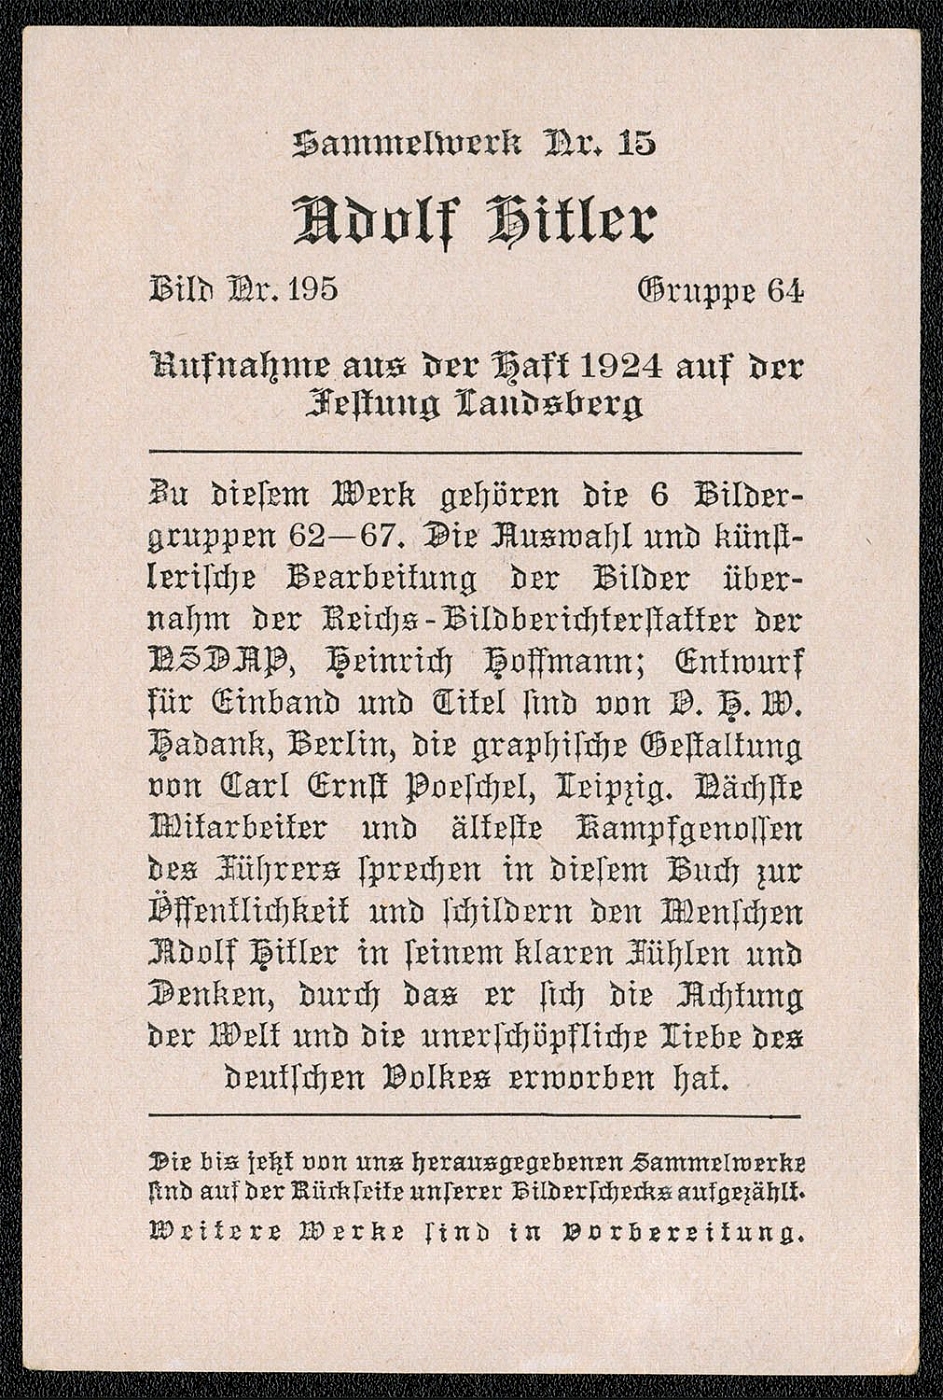 Sammelwerk Nr. 15
Adolf Hitler
Bild Nr. 195 Gruppe 64
Aufnahme aus der Haft 1924 auf der
Festung Landsberg
Zu diesem Werk gehören die 6 Bilder-
gruppen 62—67. Die Auswahl und künst-
lerische Bearbeitung der Bilder über-
nahm der Reichs-Bildberichterstatter der
NSDAP, Heinrich Hoffmann; Entwurf
für Einband und Titel sind von O. H. W.
Hadank, Berlin, die graphische Gestaltung
von Carl Ernst Poeschel, Leipzig. Nächste
Mitarbeiter und älteste Kampfgenossen
des Führers sprechen in diesem Buch zur
Öffentlichkeit und schildern den Menschen
Adolf Hitler in seinem klaren Fühlen und
Denken, durch das er sich die Achtung
der Welt und die unerschöpfliche Liebe des
deutschen Volkes erworben hat.
Die bis jetzt von uns herausgegebenen Sammelwerke
sind auf der Rückseite unserer Bilderschecks aufgezählt.
Weitere Werke sind in Vorbereitung.